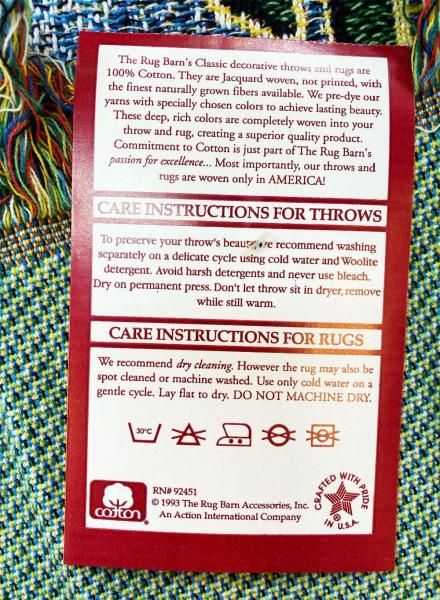 The Rug Barn's Classic decorative throws and rugs are
100% Cotton. They are Jacquard woven, not printed, with
the finest naturally grown fibers available. We pre-dye our
yarns with specially chosen colors to achieve lasting beauty.
These deep, rich colors are completely woven into your
throw and rug, creating a superior quality product.
Commitment to Cotton is just part of The Rug Barn's
passion for excellence... Most importantly, our throws and
rugs are woven only in AMERICA!
CARE INSTRUCTIONS FOR THROWS
To preserve your throw's beauty, we recommend washing
separately on a delicate cycle using cold water and Woolite
detergent. Avoid harsh detergents and never use bleach.
Dry on permanent press. Don't let throw sit in dryer, remove
while still warm.
CARE INSTRUCTIONS FOR RUGS
We recommend dry cleaning. However the rug may also be
spot cleaned or machine washed. Use only cold water on a
gentle cycle. Lay flat to dry. DO NOT MACHINE DRY.
30°C
cotton®
RN# 92451
© 1993 The Rug Barn Accessories, Inc.
An Action International Company
CRAFTED WITH PRIDE
IN U.S.A.
®